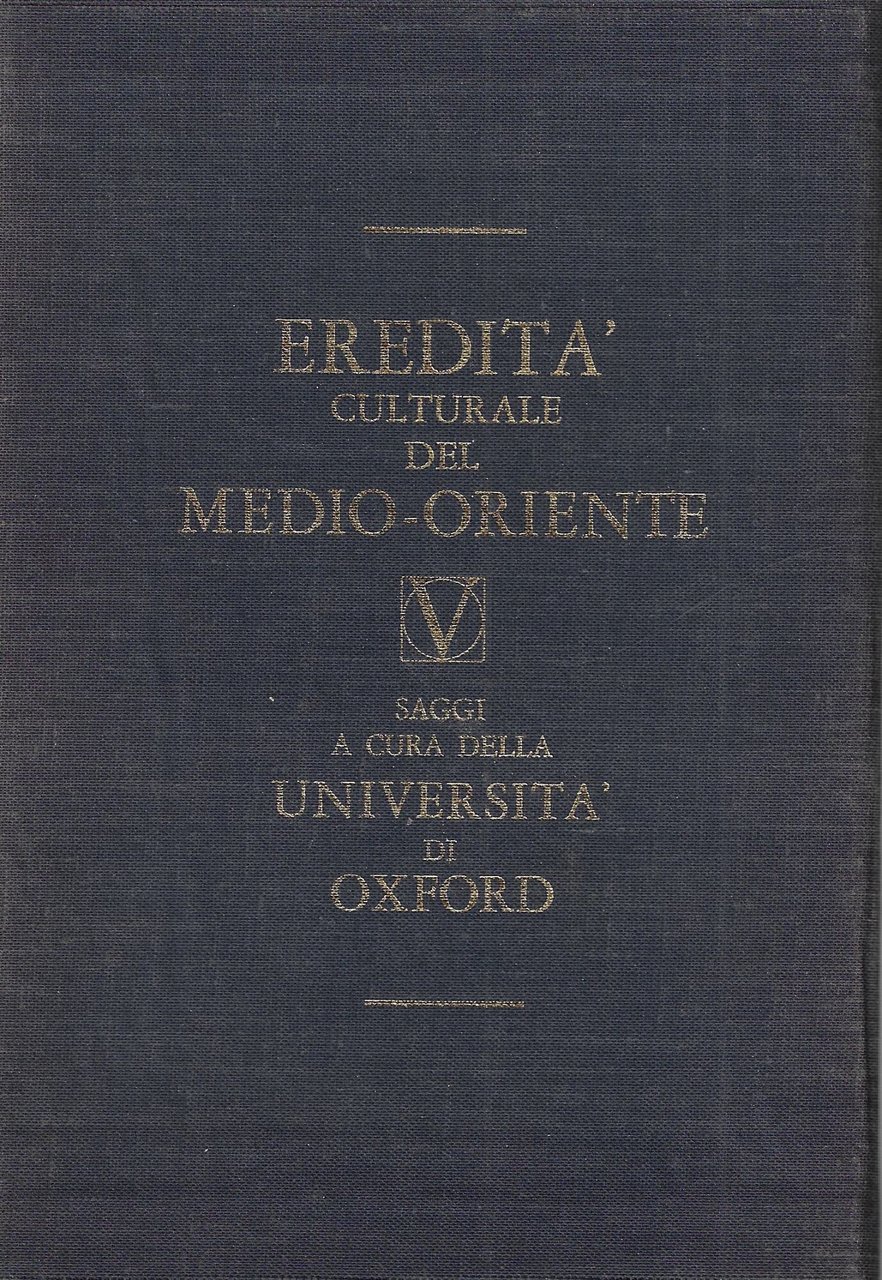 EREDITA'
CULTURALE
DEL
MEDIO-ORIENTE
V
SAGGI
A CURA DELLA
UNIVERSITA'
DI
OXFORD